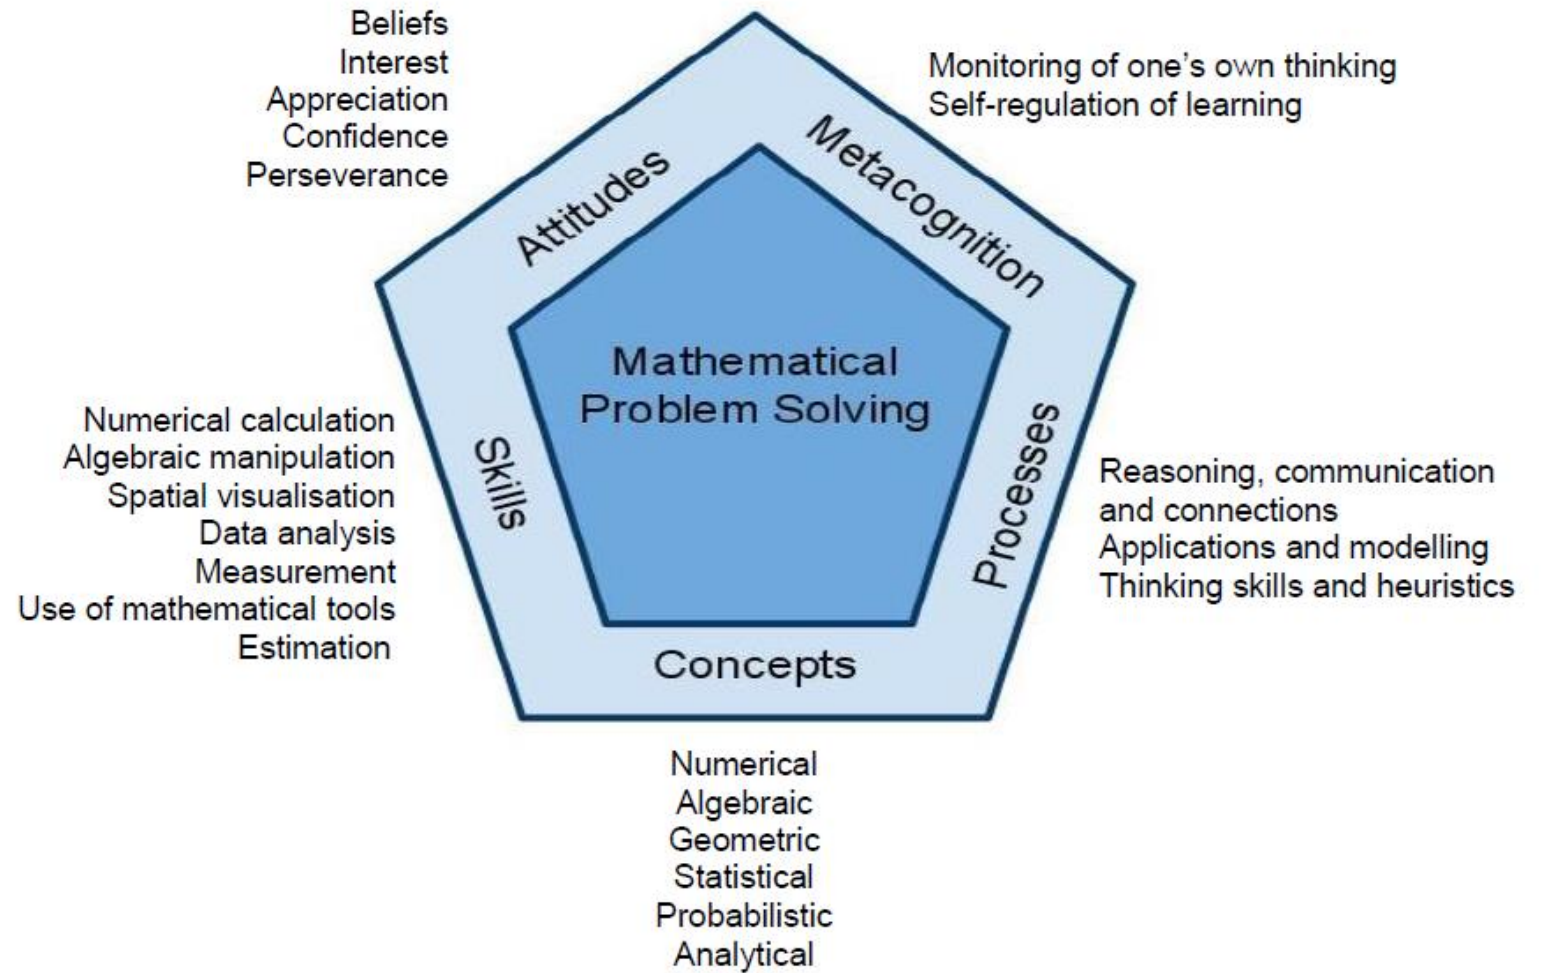 Beliefs
Interest
Appreciation
Confidence
Perseverance
Monitoring of one’s own thinking
Self-regulation of learning
Attitudes
Metacognition
Mathematical
Problem Solving
Skills
Processes
Numerical calculation
Algebraic manipulation
Spatial visualisation
Data analysis
Measurement
Use of mathematical tools
Estimation
Reasoning, communication
and connections
Applications and modelling
Thinking skills and heuristics
Concepts
Numerical
Algebraic
Geometric
Statistical
Probabilistic
Analytical